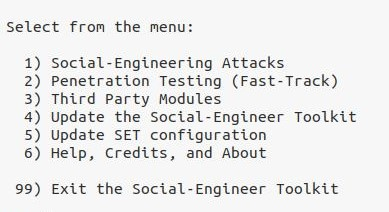 Select from the menu:
1) Social-Engineering Attacks
2) Penetration Testing (Fast-Track)
3) Third Party Modules
4) Update the Social-Engineer Toolkit
5) Update SET configuration
6) Help, Credits, and About
99) Exit the Social-Engineer Toolkit